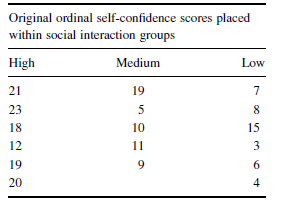 Original ordinal self-confidence scores placed
within social interaction groups
High Medium Low
21 19 7
23 5 8
18 10 15
12 11 3
19 9 6
20 4